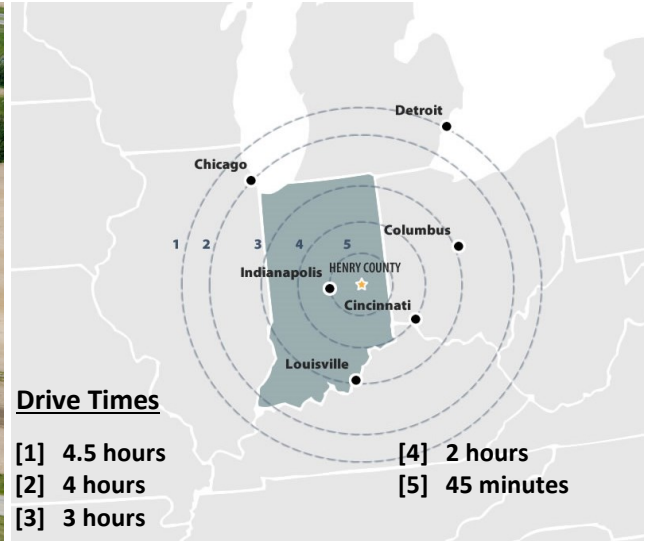 Detroit
Chicago
1 2 3 4 5
Columbus
Indianapolis
HENRY COUNTY
Cincinnati
Louisville
Drive Times
[1] 4.5 hours
[2] 4 hours
[3] 3 hours
[4] 2 hours
[5] 45 minutes